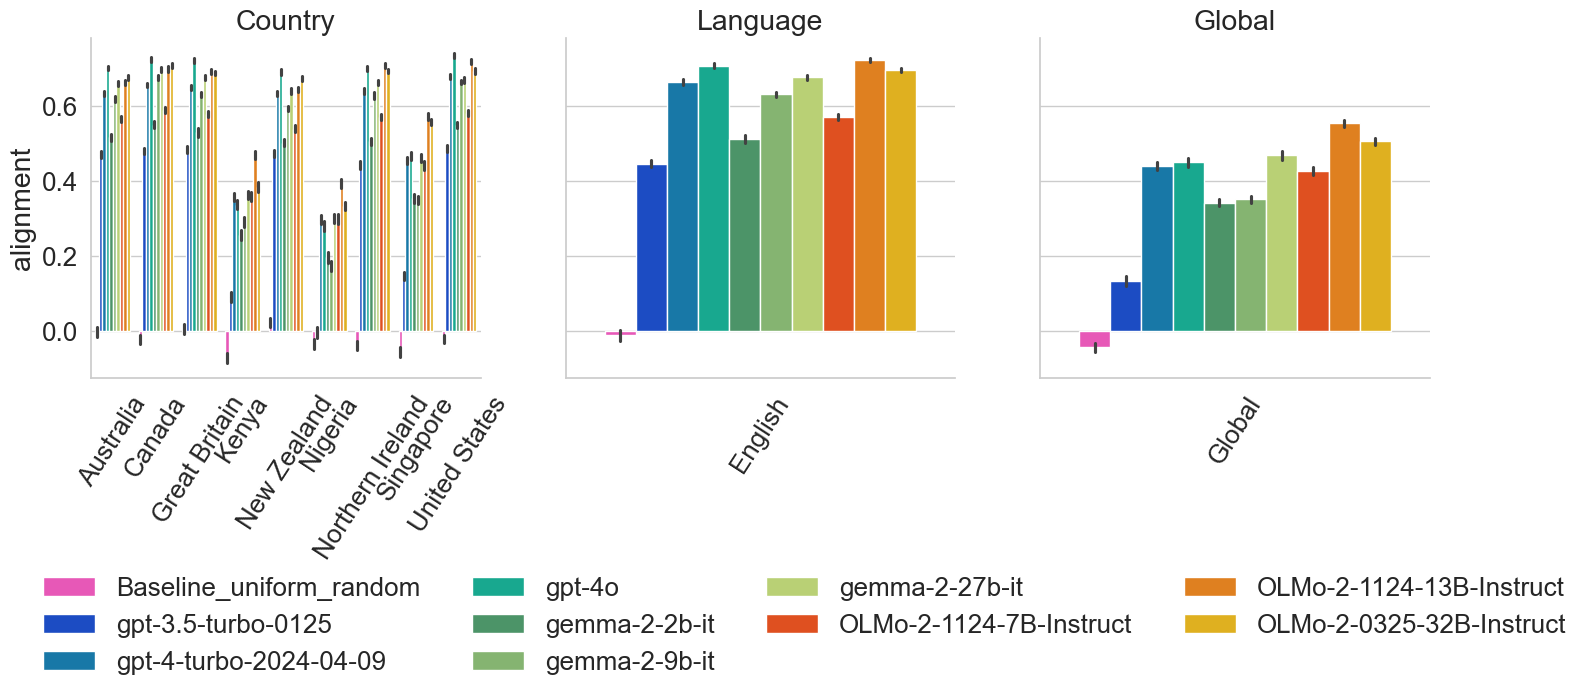 Country
Language
Global
alignment
0.6
0.4
0.2
0.0
Australia
Canada
Great Britain
Kenya
New Zealand
Nigeria
Northern Ireland
Singapore
United States
English
Global
Baseline_uniform_random
gpt-3.5-turbo-0125
gpt-4-turbo-2024-04-09
gpt-4o
gemma-2-2b-it
gemma-2-9b-it
gemma-2-27b-it
OLMo-2-1124-7B-Instruct
OLMo-2-1124-13B-Instruct
OLMo-2-0325-32B-Instruct